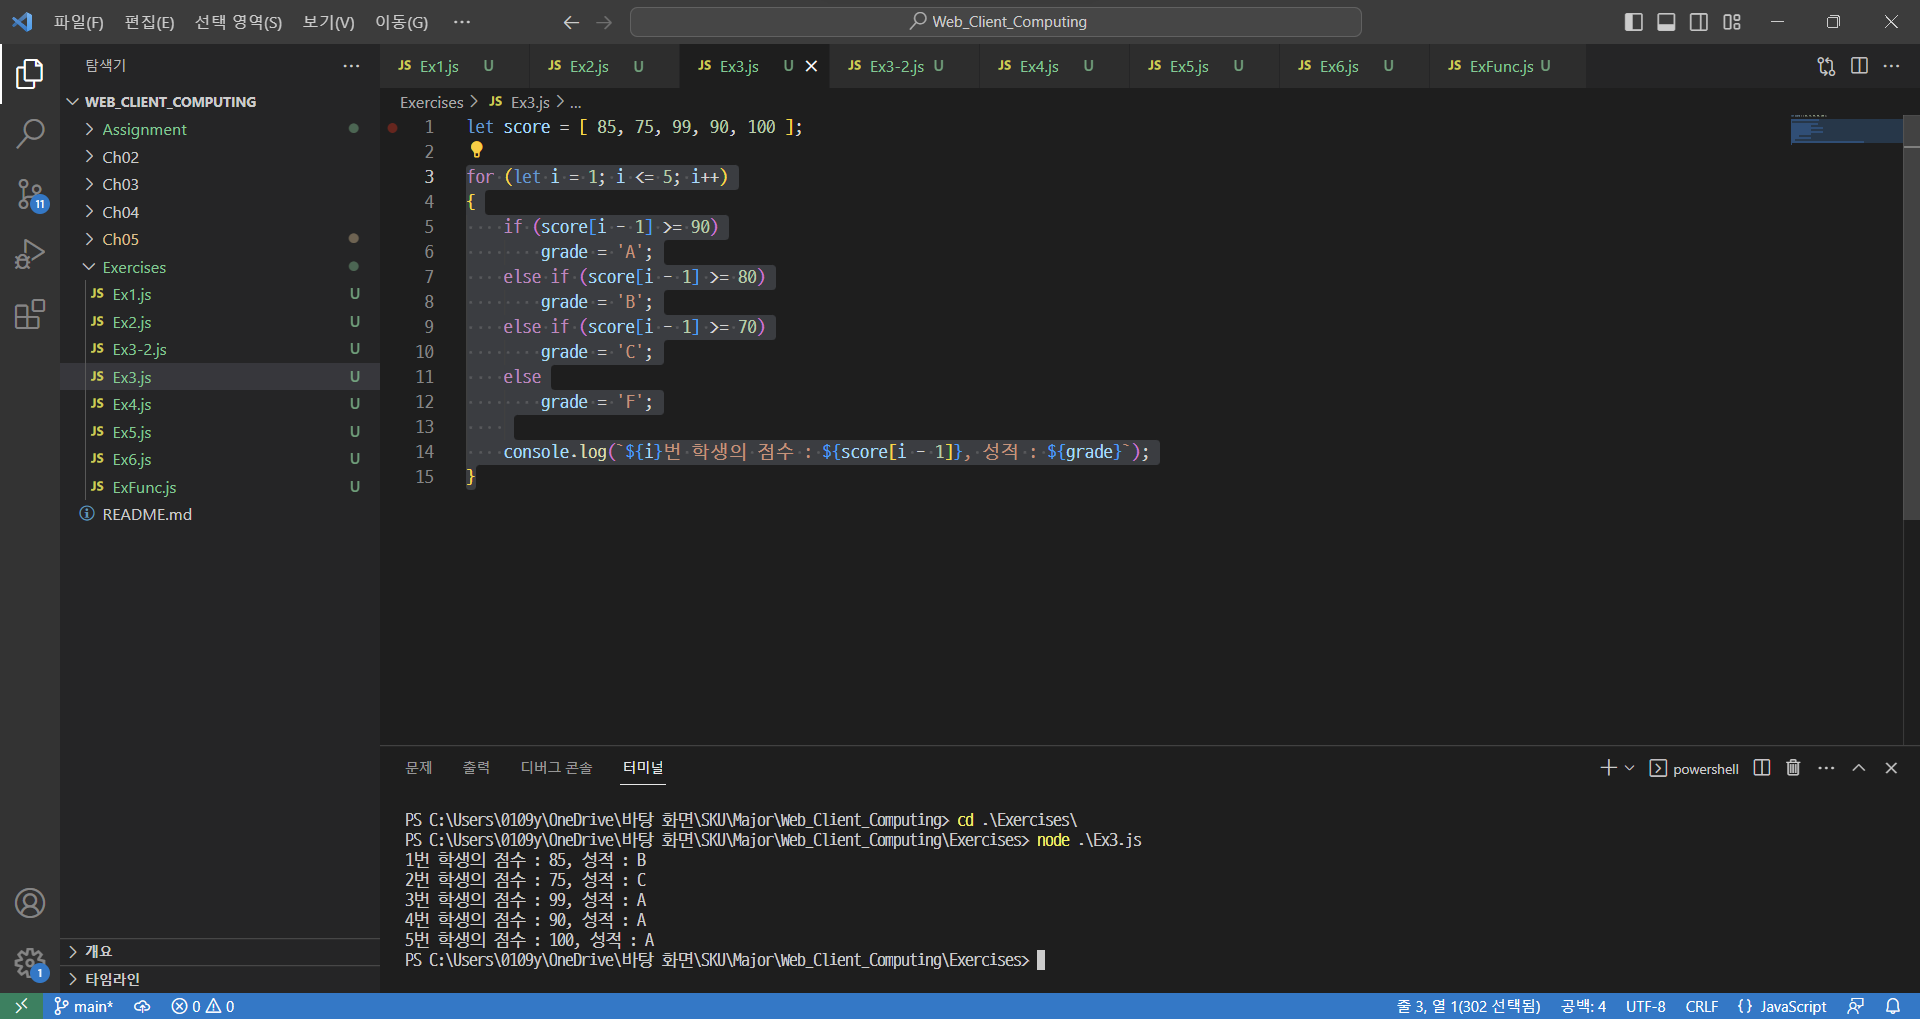 파일(F) 편집(E) 선택 영역(S) 보기(V) 이동(G) ··· Web_Client_Computing
탐색기 ···
WEB_CLIENT_COMPUTING
Assignment
Ch02
Ch03
Ch04
Ch05
Exercises
JS Ex1.js U
JS Ex2.js U
JS Ex3-2.js U
JS Ex3.js U
JS Ex4.js U
JS Ex5.js U
JS Ex6.js U
JS ExFunc.js U
README.md
개요
타임라인
11
1
JS Ex1.js U JS Ex2.js U JS Ex3.js U JS Ex3-2.js U JS Ex4.js U JS Ex5.js U JS Ex6.js U JS ExFunc.js U
Exercises > JS Ex3.js > ...
1 let score = [ 85, 75, 99, 90, 100 ];
2
3 for (let i = 1; i <= 5; i++)
4 {
5     if (score[i - 1] >= 90)
6         grade = 'A';
7     else if (score[i - 1] >= 80)
8         grade = 'B';
9     else if (score[i - 1] >= 70)
10         grade = 'C';
11     else
12         grade = 'F';
13
14     console.log(`${i}번 학생의 점수 : ${score[i - 1]}, 성적 : ${grade}`);
15 }
문제 출력 디버그 콘솔 터미널 powershell
PS C:\Users\0109y\OneDrive\바탕 화면\SKU\Major\Web_Client_Computing> cd .\Exercises\
PS C:\Users\0109y\OneDrive\바탕 화면\SKU\Major\Web_Client_Computing\Exercises> node .\Ex3.js
1번 학생의 점수 : 85, 성적 : B
2번 학생의 점수 : 75, 성적 : C
3번 학생의 점수 : 99, 성적 : A
4번 학생의 점수 : 90, 성적 : A
5번 학생의 점수 : 100, 성적 : A
PS C:\Users\0109y\OneDrive\바탕 화면\SKU\Major\Web_Client_Computing\Exercises>
main* 0 0 줄 3, 열 1(302 선택됨) 공백: 4 UTF-8 CRLF {} JavaScript